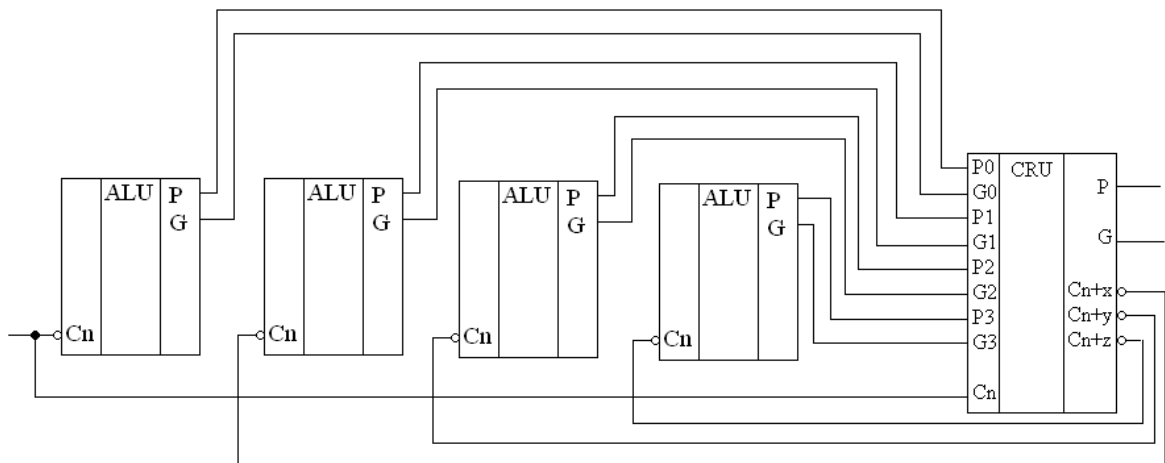 ALU P
G
Cn
ALU P
G
Cn
ALU P
G
Cn
ALU P
G
Cn
P0 CRU
G0 P
P1
G1 G
P2
G2 Cn+x
P3 Cn+y
G3 Cn+z
Cn